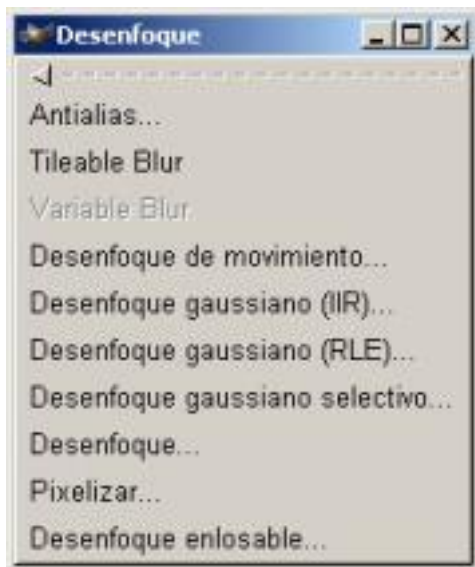 Desenfoque
Antialias...
Tileable Blur
Variable Blur
Desenfoque de movimiento...
Desenfoque gaussiano (IIR)...
Desenfoque gaussiano (RLE)...
Desenfoque gaussiano selectivo...
Desenfoque...
Pixelizar...
Desenfoque enlosable...